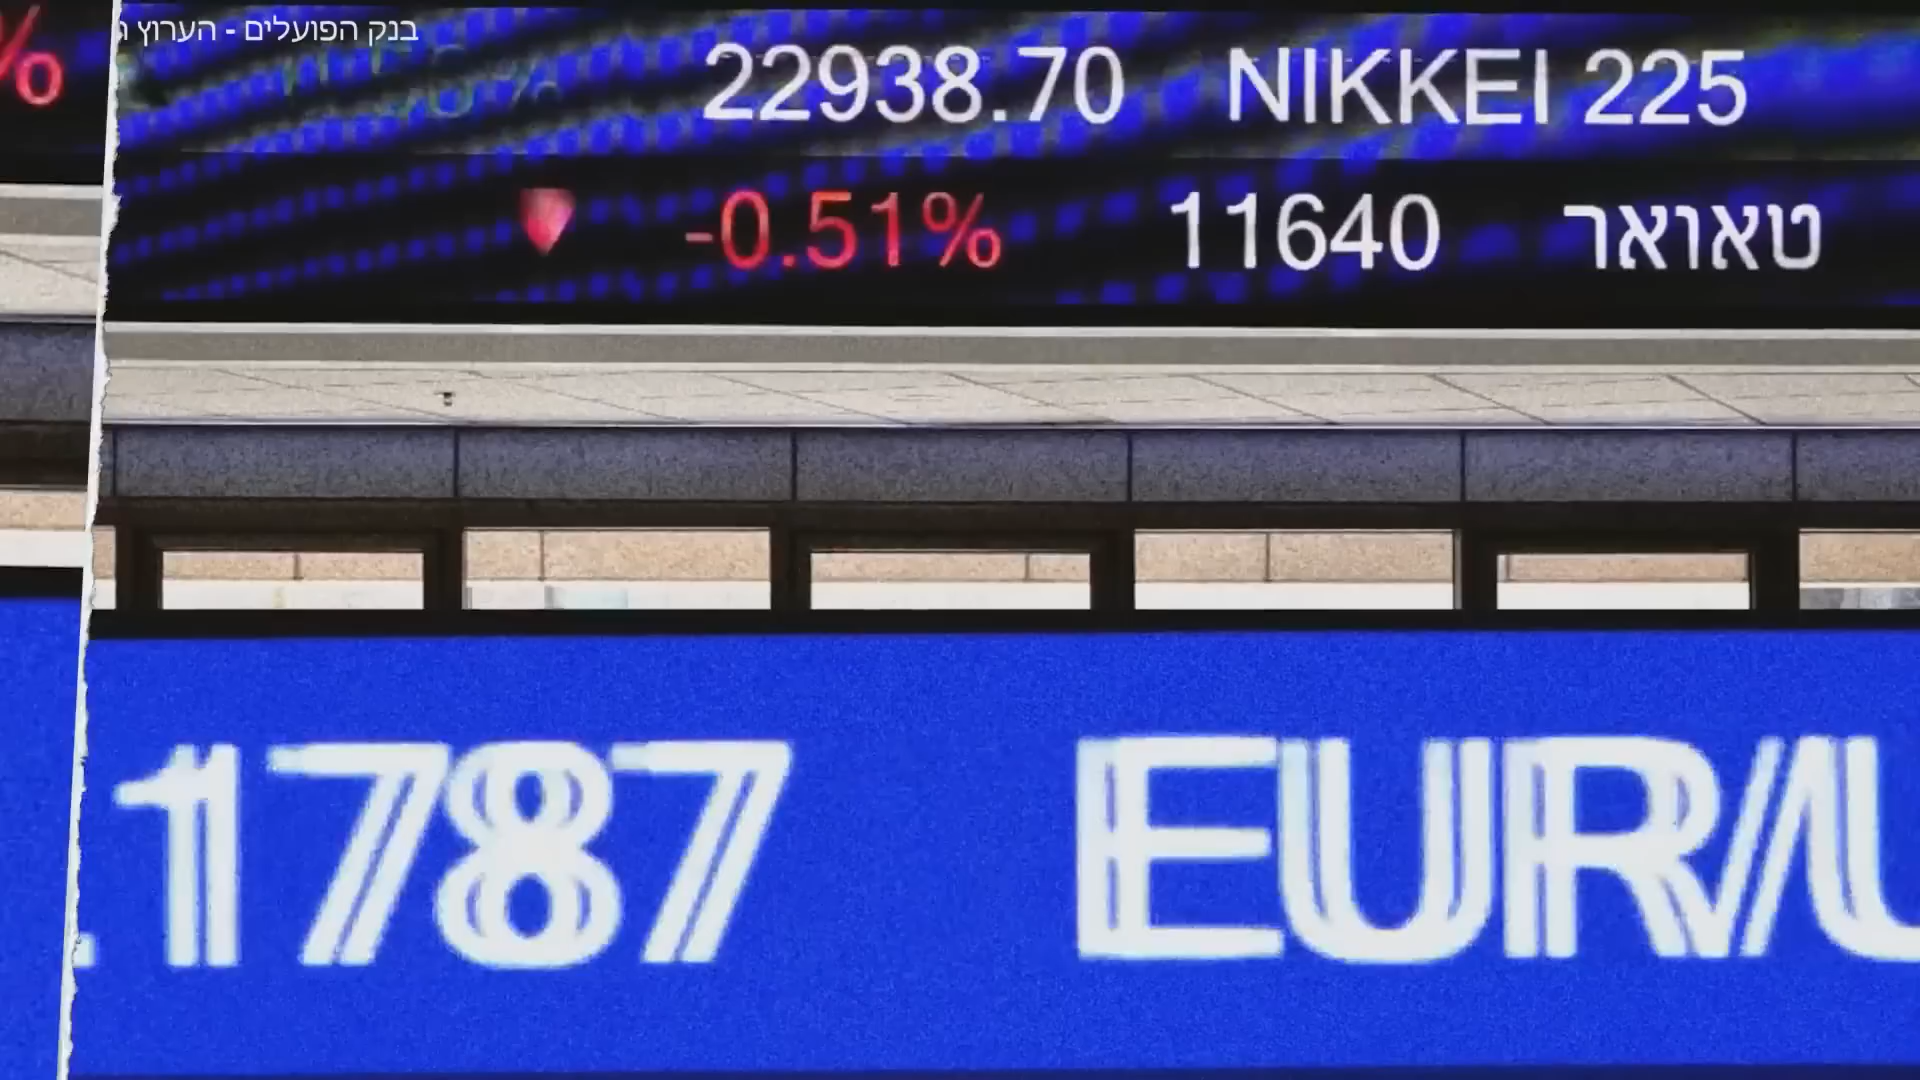 בנק הפועלים - הערוץ
%
22938.70 NIKKEI 225
טאואר 11640 -0.51%
.1787 EUR/U